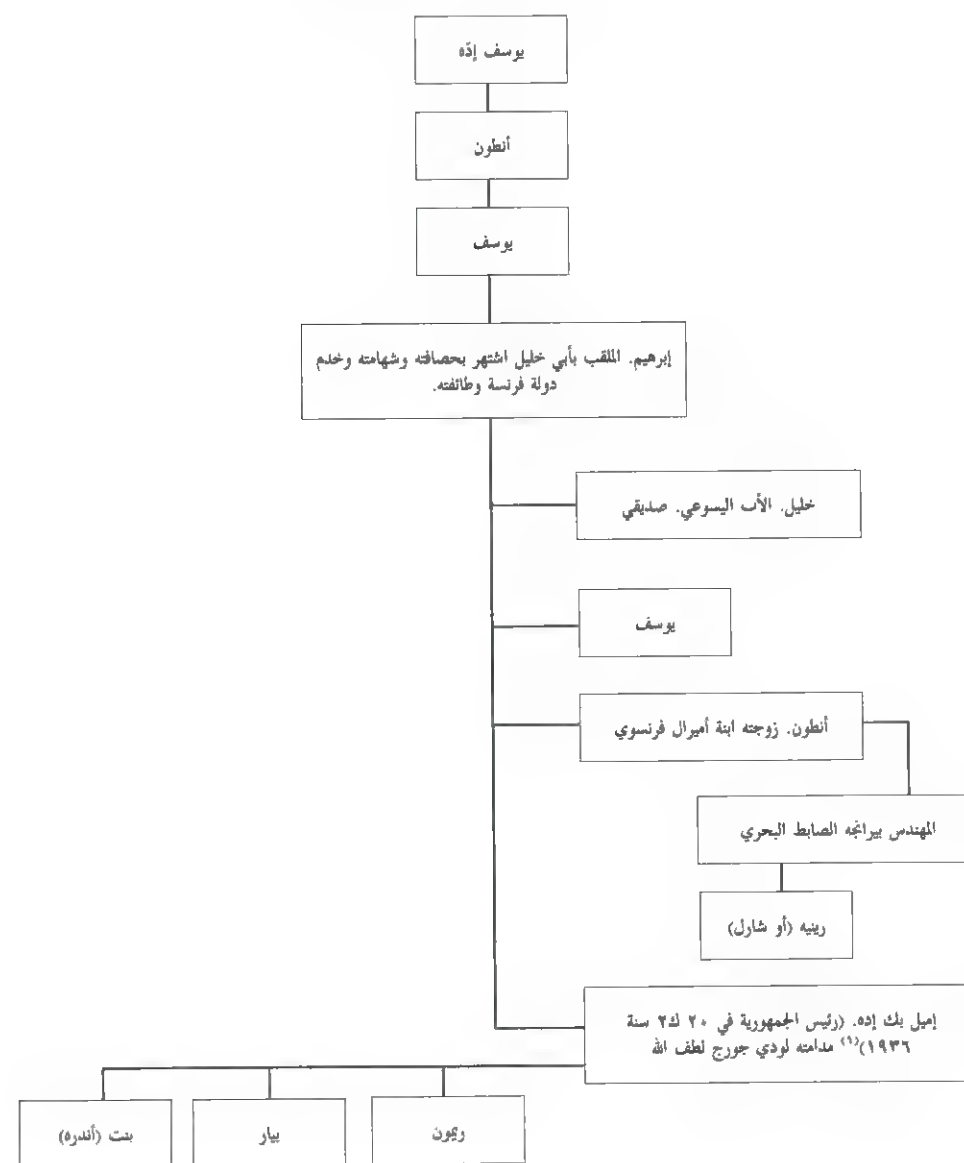 يوسف إدّه
أنطون
يوسف
إبرهيم. الملقب بأبي خليل اشتهر بحصافته وشهامته وخدم
دولة فرنسة وطائفته.
خليل. الأب اليسوعي. صديقي
يوسف
أنطون. زوجته ابنة أميرال فرنسوي
المهندس بيرانجه الضابط البحري
رينيه (أو شارل)
إميل بك إده. (رئيس الجمهورية في ٢٠ ك٢ سنة
١٩٣٦)(١) مدامته لودي جورج لطف الله
ريمون
بيار
بنت (أندره)